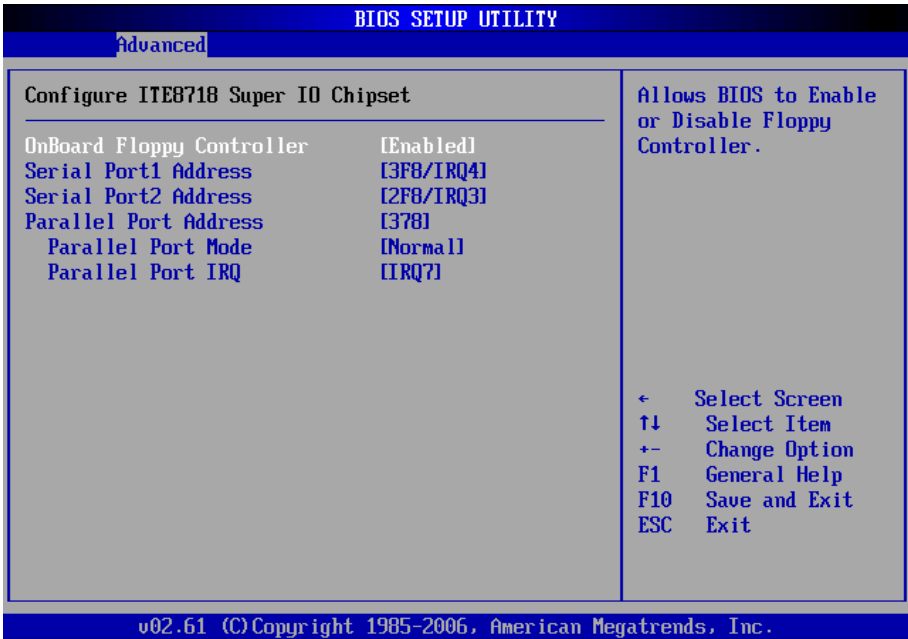 BIOS SETUP UTILITY
Advanced
Configure ITE8718 Super IO Chipset
OnBoard Floppy Controller [Enabled]
Serial Port1 Address [3F8/IRQ4]
Serial Port2 Address [2F8/IRQ3]
Parallel Port Address [378]
Parallel Port Mode [Normal]
Parallel Port IRQ [IRQ7]
Allows BIOS to Enable
or Disable Floppy
Controller.
← Select Screen
↑↓ Select Item
+- Change Option
F1 General Help
F10 Save and Exit
ESC Exit
v02.61 (C)Copyright 1985-2006, American Megatrends, Inc.